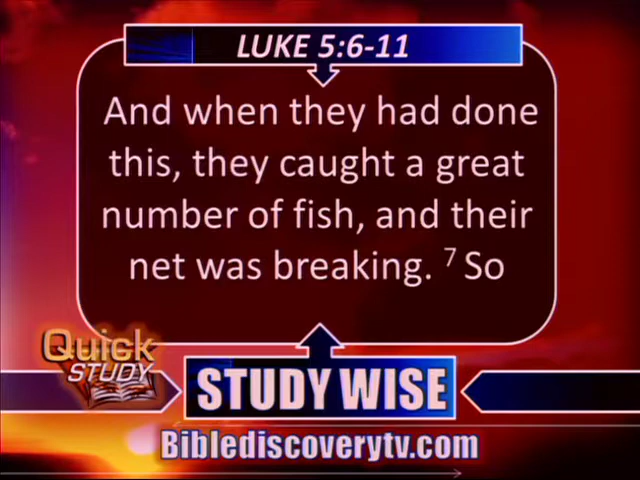 LUKE 5:6-11
And when they had done
this, they caught a great
number of fish, and their
net was breaking. 7 So
Quick
STUDY
STUDY WISE
Biblediscoverytv.com